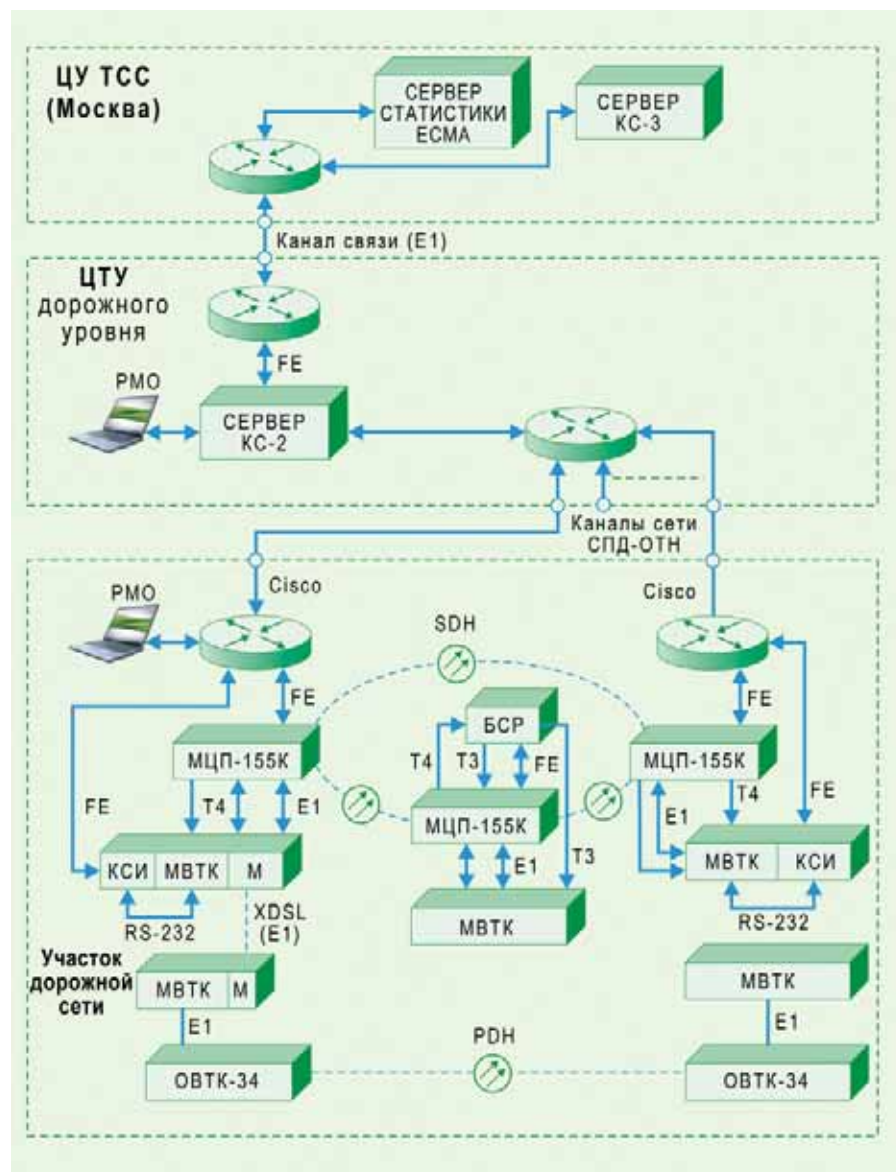 ЦУ ТСС
(Москва)
СЕРВЕР
СТАТИСТИКИ
ЕСМА
СЕРВЕР
КС-3
Канал связи (Е1)
ЦТУ
дорожного
уровня
FE
РМО
СЕРВЕР
КС-2
Каналы сети
СПД-ОТН
Cisco
Cisco
РМО
SDH
FE
FE
БСР
МЦП-155К
МЦП-155К
T4
T3
FE
FE
T4
E1
МЦП-155К
E1
T4
FE
КСИ
МВТК
М
E1
T3
МВТК
КСИ
RS-232
XDSL
(E1)
МВТК
RS-232
Участок
дорожной
сети
МВТК
М
МВТК
E1
E1
PDH
ОВТК-34
ОВТК-34